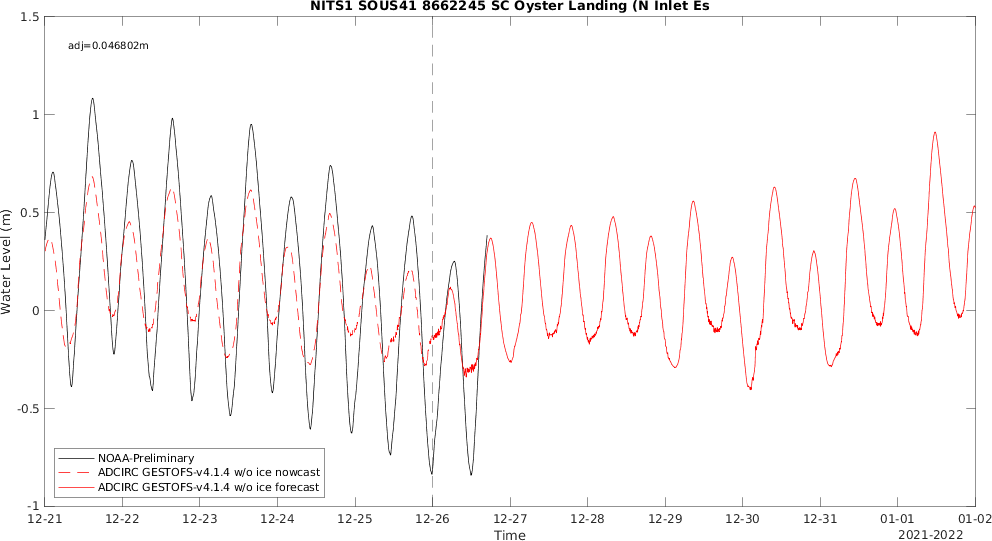 NITS1 SOUS41 8662245 SC Oyster Landing (N Inlet Es
adj=0.046802m
Water Level (m)
1.5
1
0.5
0
-0.5
-1
NOAA-Preliminary
ADCIRC GESTOFS-v4.1.4 w/o ice nowcast
ADCIRC GESTOFS-v4.1.4 w/o ice forecast
12-21 12-22 12-23 12-24 12-25 12-26 12-27 12-28 12-29 12-30 12-31 01-01 01-02
Time
2021-2022